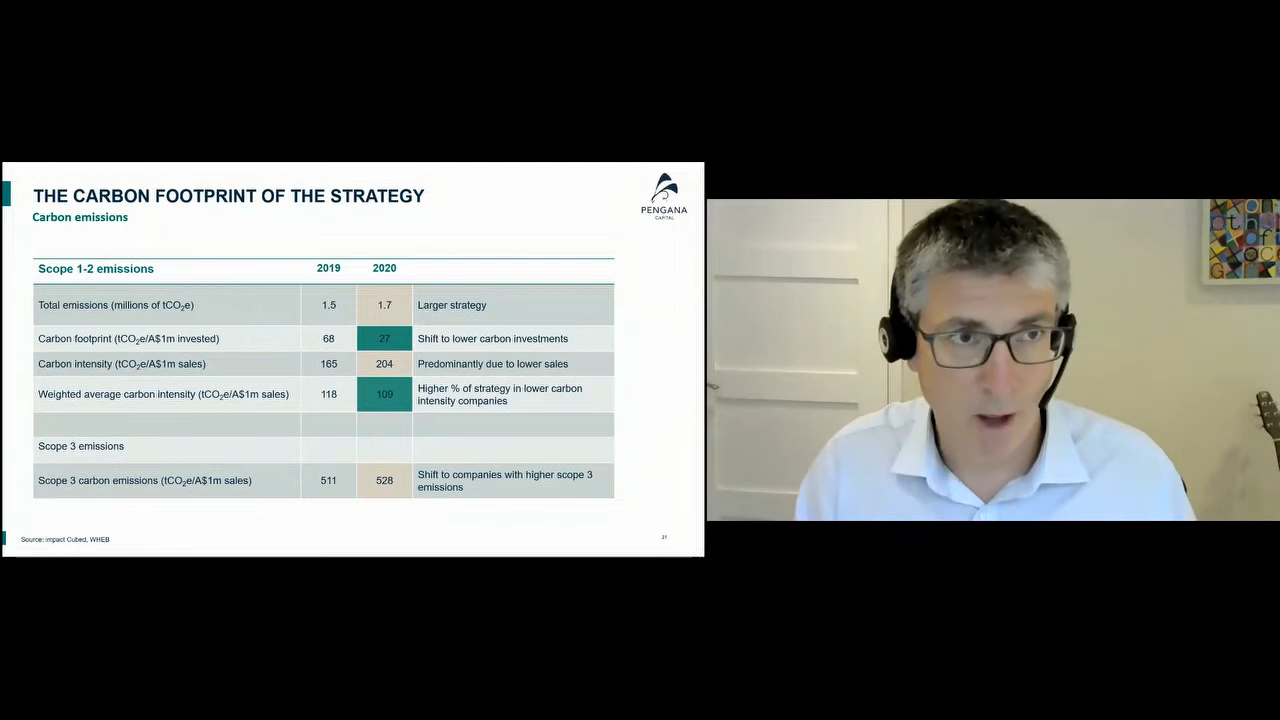 THE CARBON FOOTPRINT OF THE STRATEGY
Carbon emissions
PENGANA
CAPITAL
Scope 1-2 emissions 2019 2020
Total emissions (millions of tCO₂e) 1.5 1.7 Larger strategy
Carbon footprint (tCO₂e/A$1m invested) 68 27 Shift to lower carbon investments
Carbon intensity (tCO₂e/A$1m sales) 165 204 Predominantly due to lower sales
Weighted average carbon intensity (tCO₂e/A$1m sales) 118 109 Higher % of strategy in lower carbon
intensity companies
Scope 3 emissions
Scope 3 carbon emissions (tCO₂e/A$1m sales) 511 528 Shift to companies with higher scope 3
emissions
Source: impact Cubed, WHEB
21